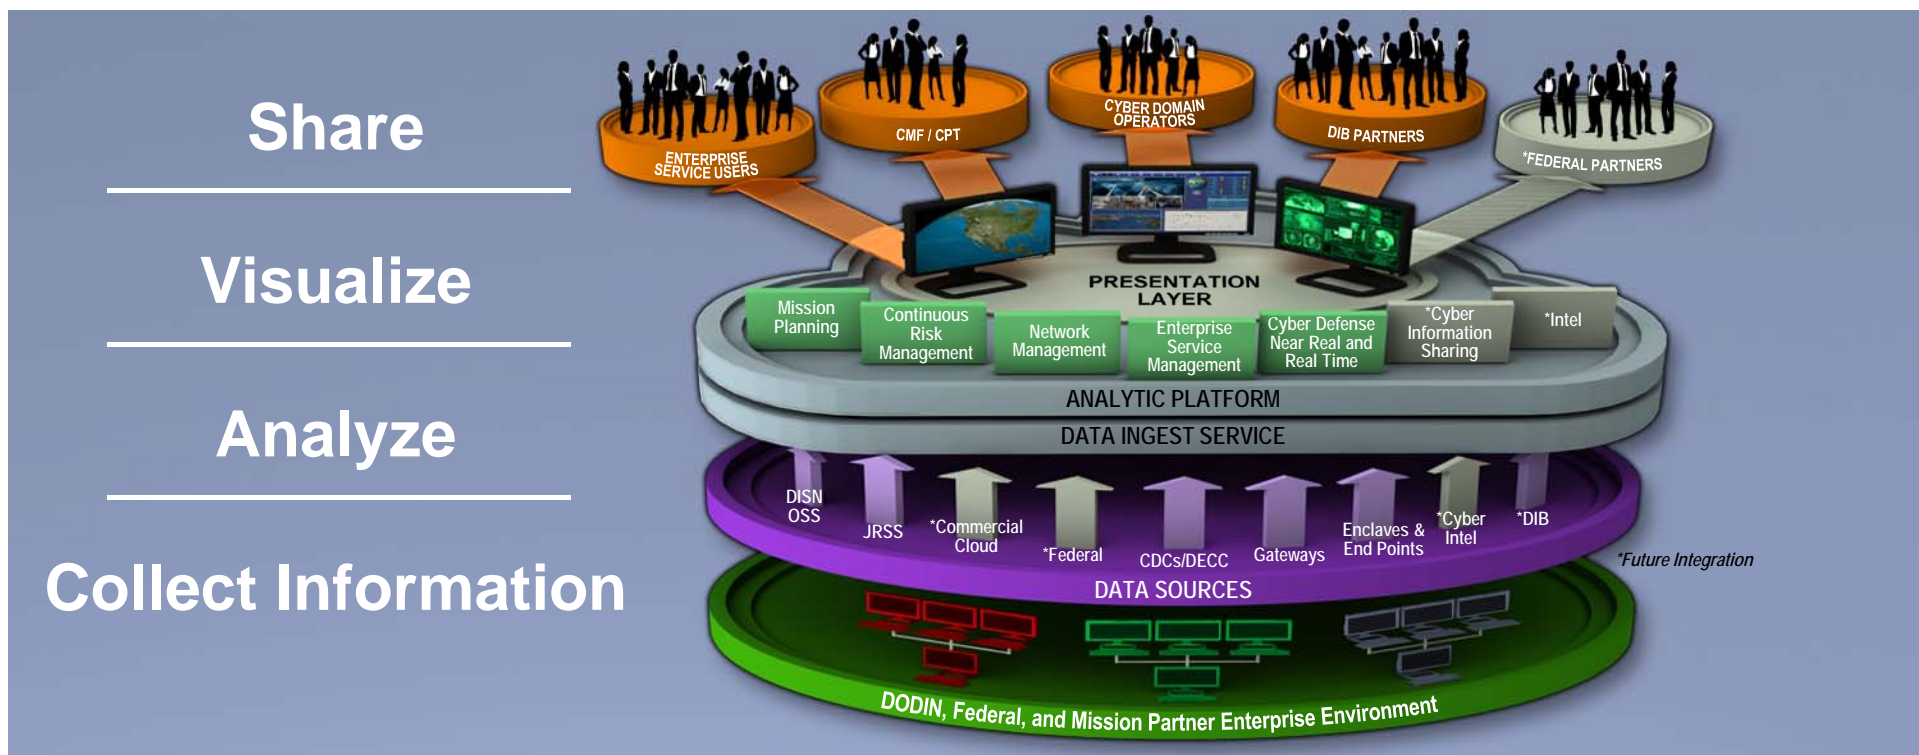 Share
Visualize
Analyze
Collect Information
ENTERPRISE
SERVICE USERS
CMF / CPT
CYBER DOMAIN
OPERATORS
DIB PARTNERS
*FEDERAL PARTNERS
PRESENTATION
LAYER
Mission
Planning
Continuous
Risk
Management
Network
Management
Enterprise
Service
Management
Cyber Defense
Near Real and
Real Time
*Cyber
Information
Sharing
*Intel
ANALYTIC PLATFORM
DATA INGEST SERVICE
DISN
OSS
JRSS
*Commercial
Cloud
*Federal
CDCs/DECC
Gateways
Enclaves &
End Points
*Cyber
Intel
*DIB
*Future Integration
DATA SOURCES
DODIN, Federal, and Mission Partner Enterprise Environment